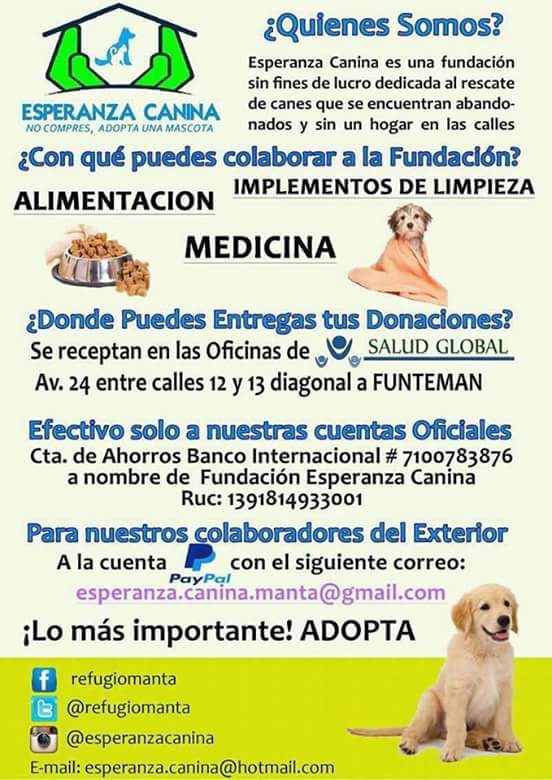 ESPERANZA CANINA
NO COMPRES, ADOPTA UNA MASCOTA
¿Quienes Somos?
Esperanza Canina es una fundación
sin fines de lucro dedicada al rescate
de canes que se encuentran abando-
nados y sin un hogar en las calles
¿Con qué puedes colaborar a la Fundación?
ALIMENTACION
IMPLEMENTOS DE LIMPIEZA
MEDICINA
¿Donde Puedes Entregas tus Donaciones?
Se receptan en las Oficinas de SALUD GLOBAL
Av. 24 entre calles 12 y 13 diagonal a FUNTEMAN
Efectivo solo a nuestras cuentas Oficiales
Cta. de Ahorros Banco Internacional # 7100783876
a nombre de Fundación Esperanza Canina
Ruc: 1391814933001
Para nuestros colaboradores del Exterior
A la cuenta PayPal con el siguiente correo:
esperanza.canina.manta@gmail.com
¡Lo más importante! ADOPTA
refugiomanta
@refugiomanta
@esperanzacanina
E-mail: esperanza.canina@hotmail.com